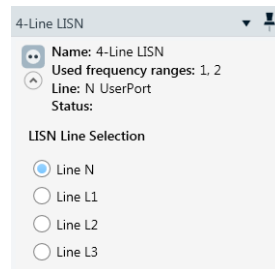 4-Line LISN
Name: 4-Line LISN
Used frequency ranges: 1, 2
Line: N UserPort
Status:
LISN Line Selection
Line N
Line L1
Line L2
Line L3